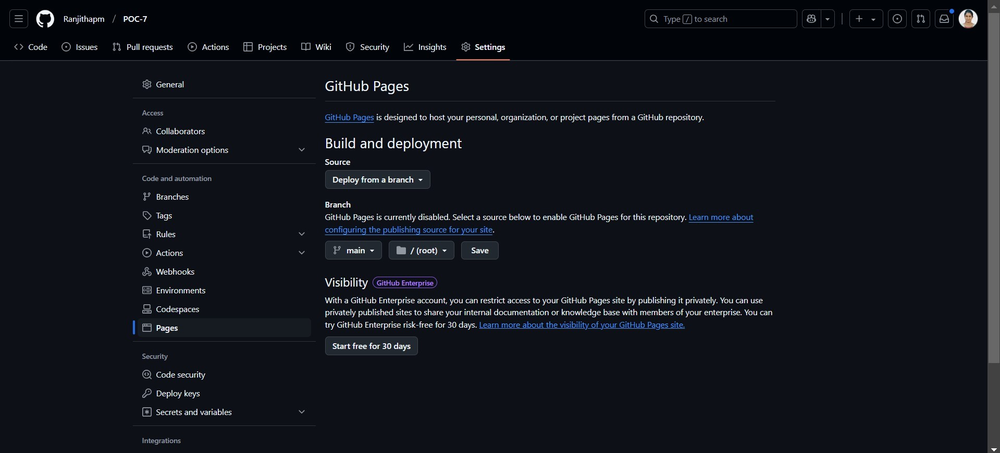 Ranjithapm / POC-7
Type / to search
Code Issues Pull requests Actions Projects Wiki Security Insights Settings
General
Access
Collaborators
Moderation options
Code and automation
Branches
Tags
Rules
Actions
Webhooks
Environments
Codespaces
Pages
Security
Code security
Deploy keys
Secrets and variables
Integrations
GitHub Pages
GitHub Pages is designed to host your personal, organization, or project pages from a GitHub repository.
Build and deployment
Source
Deploy from a branch
Branch
GitHub Pages is currently disabled. Select a source below to enable GitHub Pages for this repository. Learn more about
configuring the publishing source for your site.
main / (root) Save
Visibility GitHub Enterprise
With a GitHub Enterprise account, you can restrict access to your GitHub Pages site by publishing it privately. You can use
privately published sites to share your internal documentation or knowledge base with members of your enterprise. You can
try GitHub Enterprise risk-free for 30 days. Learn more about the visibility of your GitHub Pages site.
Start free for 30 days